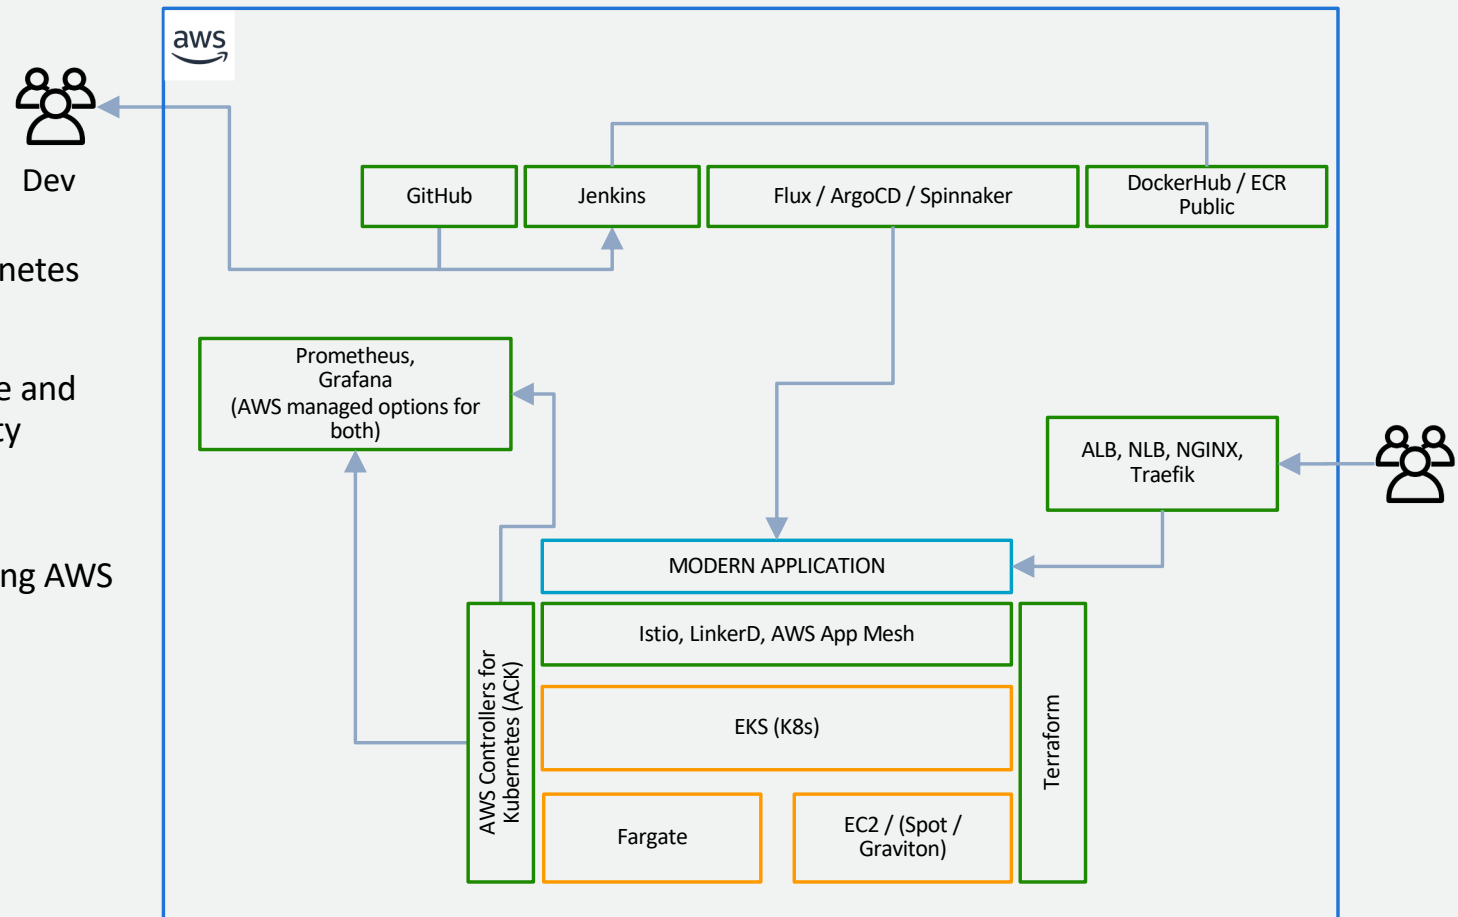 aws
Dev
GitHub
Jenkins
Flux / ArgoCD / Spinnaker
DockerHub / ECR
Public
netes
e and
ty
ng AWS
Prometheus,
Grafana
(AWS managed options for
both)
ALB, NLB, NGINX,
Traefik
MODERN APPLICATION
Istio, LinkerD, AWS App Mesh
AWS Controllers for
Kubernetes (ACK)
EKS (K8s)
Terraform
Fargate
EC2 / (Spot /
Graviton)